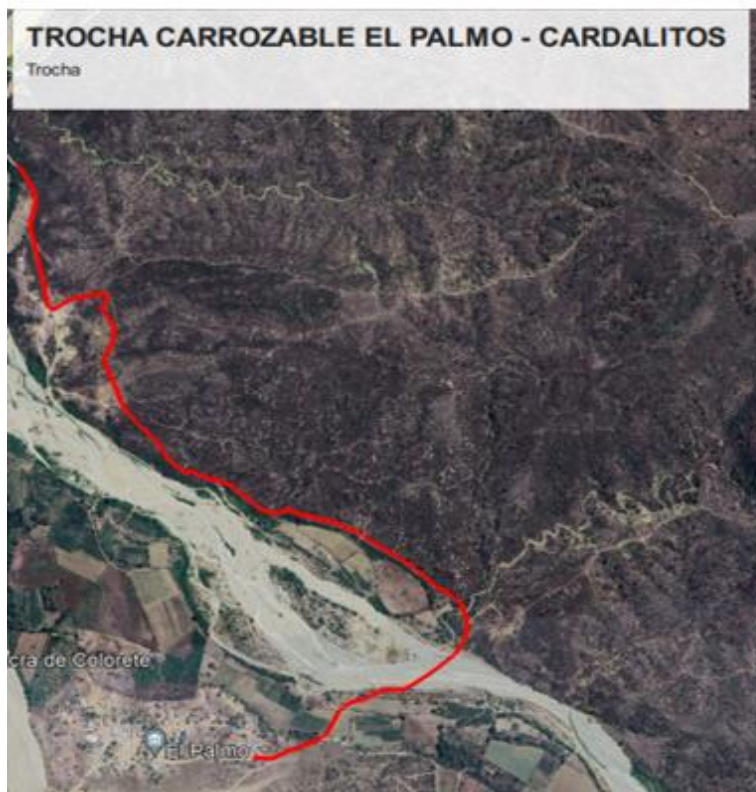 TROCHA CARROZABLE EL PALMO - CARDALITOS
Trocha
cra de Colorete
El Palmo